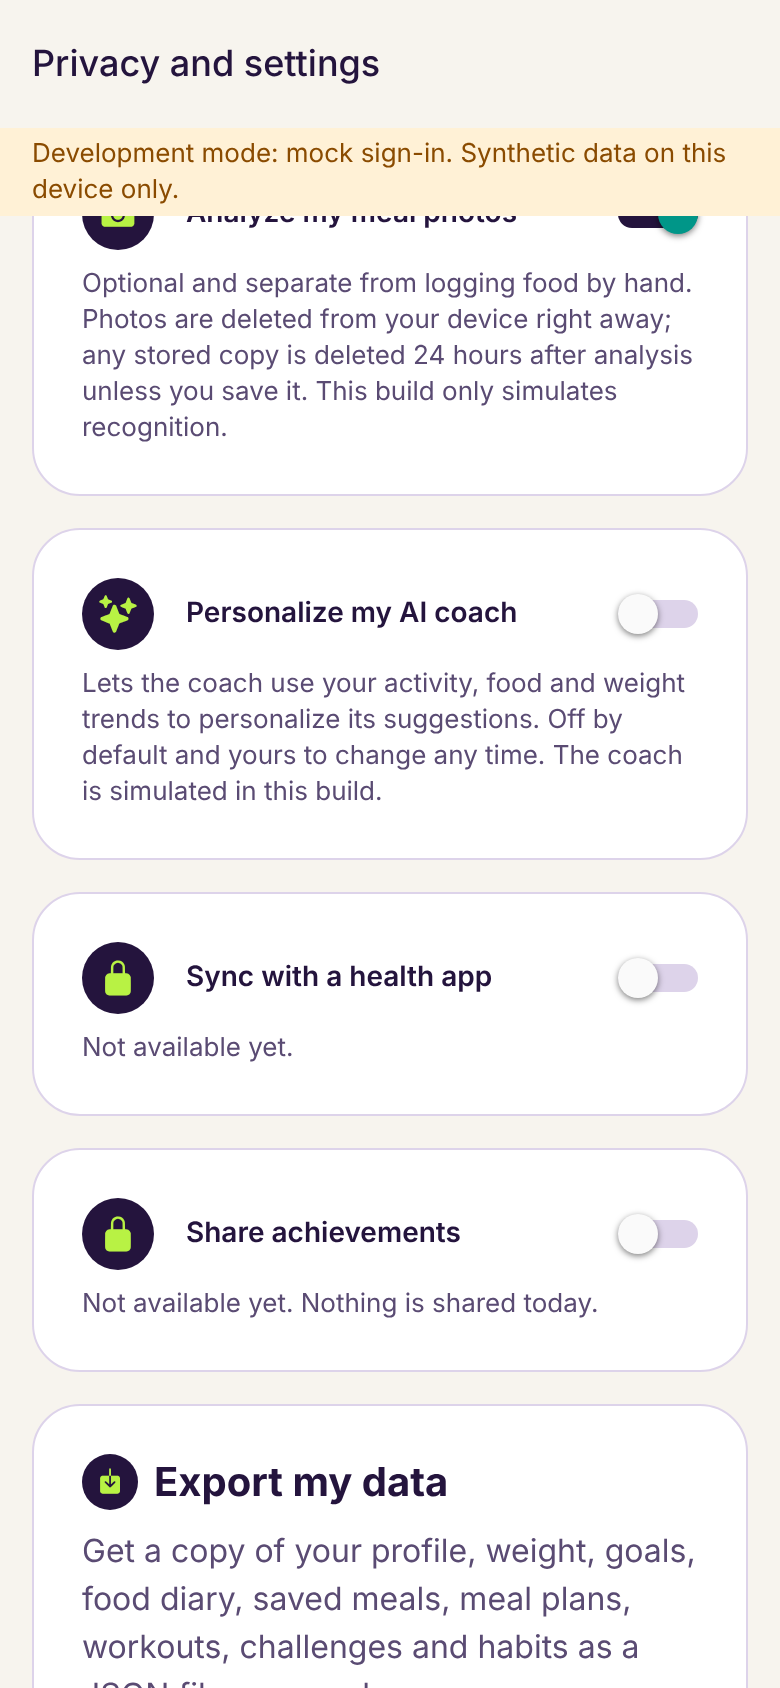 Privacy and settings
Development mode: mock sign-in. Synthetic data on this
device only.
Analyze my meal photos
Optional and separate from logging food by hand.
Photos are deleted from your device right away;
any stored copy is deleted 24 hours after analysis
unless you save it. This build only simulates
recognition.
Personalize my AI coach
Lets the coach use your activity, food and weight
trends to personalize its suggestions. Off by
default and yours to change any time. The coach
is simulated in this build.
Sync with a health app
Not available yet.
Share achievements
Not available yet. Nothing is shared today.
Export my data
Get a copy of your profile, weight, goals,
food diary, saved meals, meal plans,
workouts, challenges and habits as a
JSON